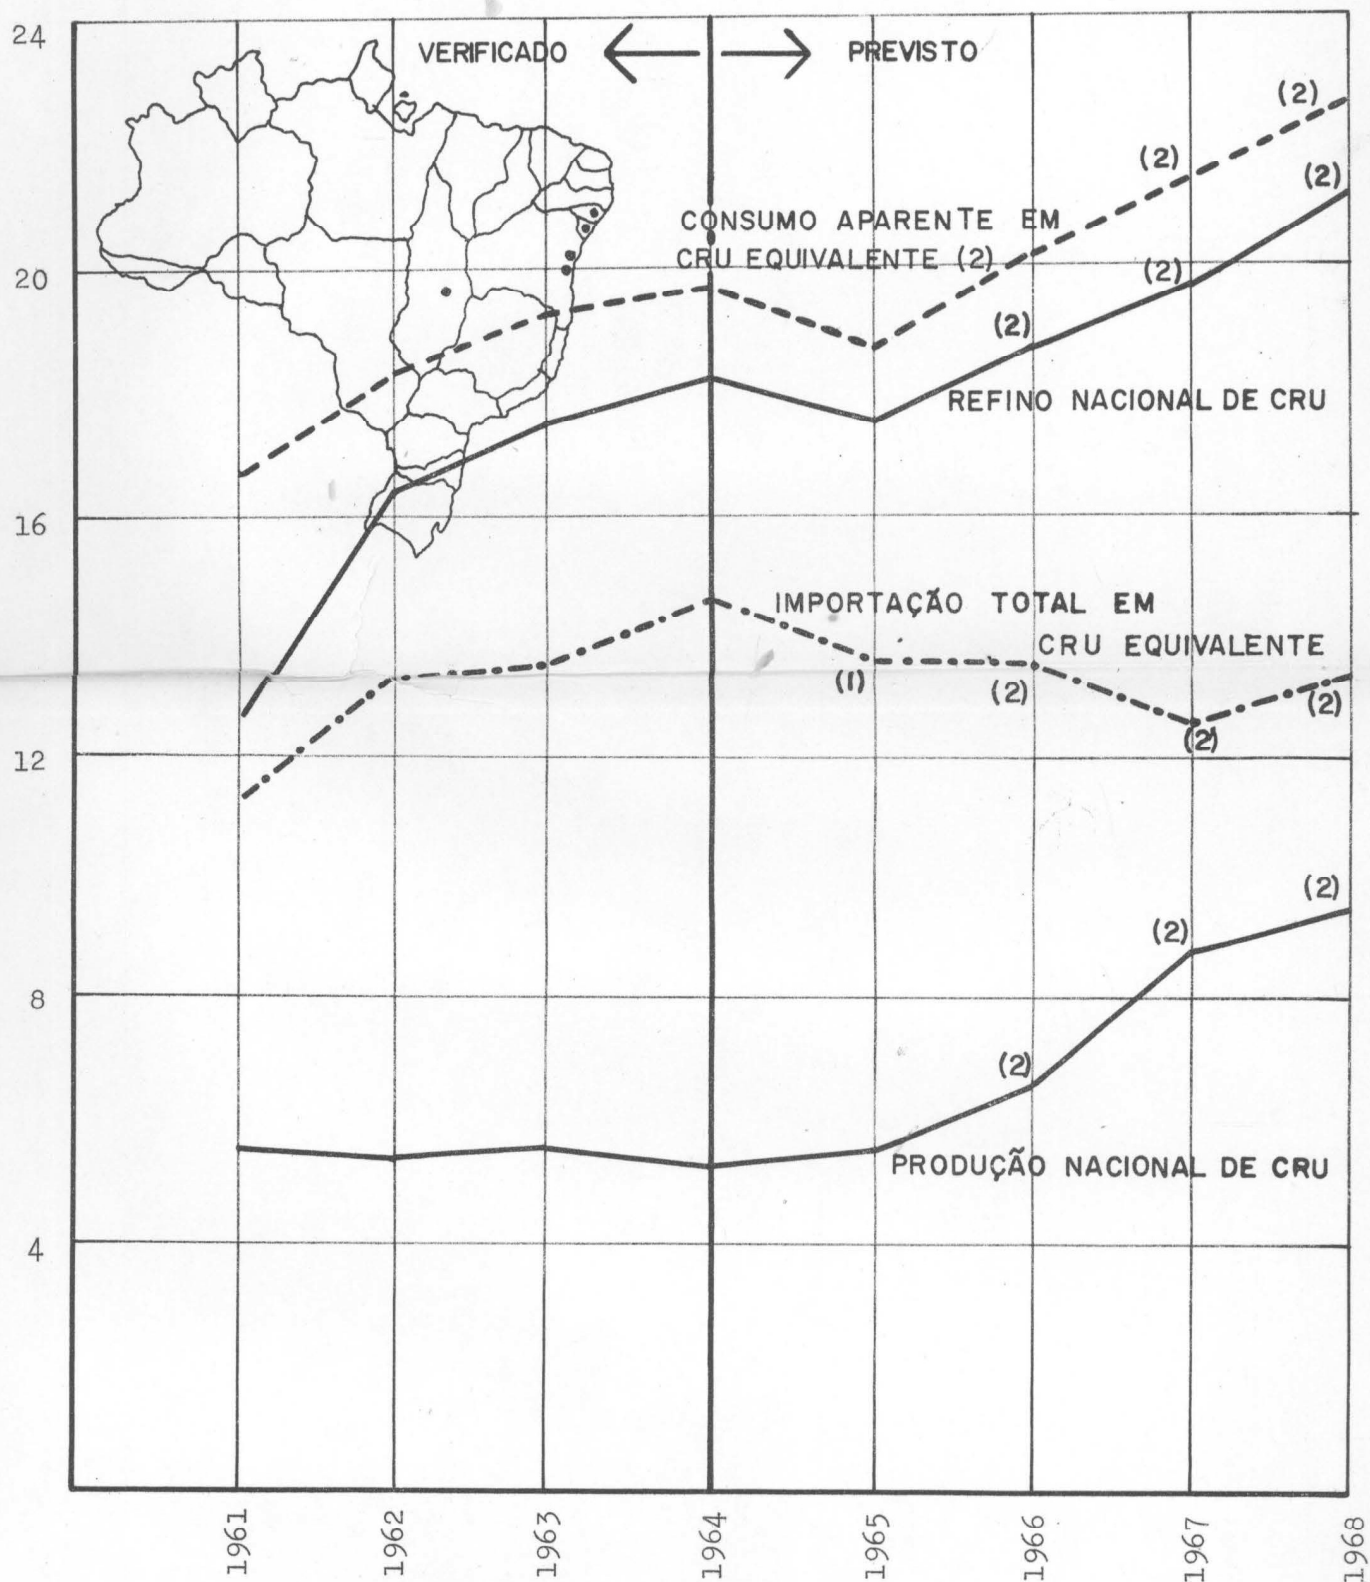 24
VERIFICADO PREVISTO
(2)
(2)
(2)
CONSUMO APARENTE EM
CRU EQUIVALENTE (2)
20
(2)
(2)
REFINO NACIONAL DE CRU
16
IMPORTAÇÃO TOTAL EM
CRU EQUIVALENTE
(1)
(2)
(2)
(2)
12
(2)
(2)
8
(2)
PRODUÇÃO NACIONAL DE CRU
4
1961 1962 1963 1964 1965 1966 1967 1968